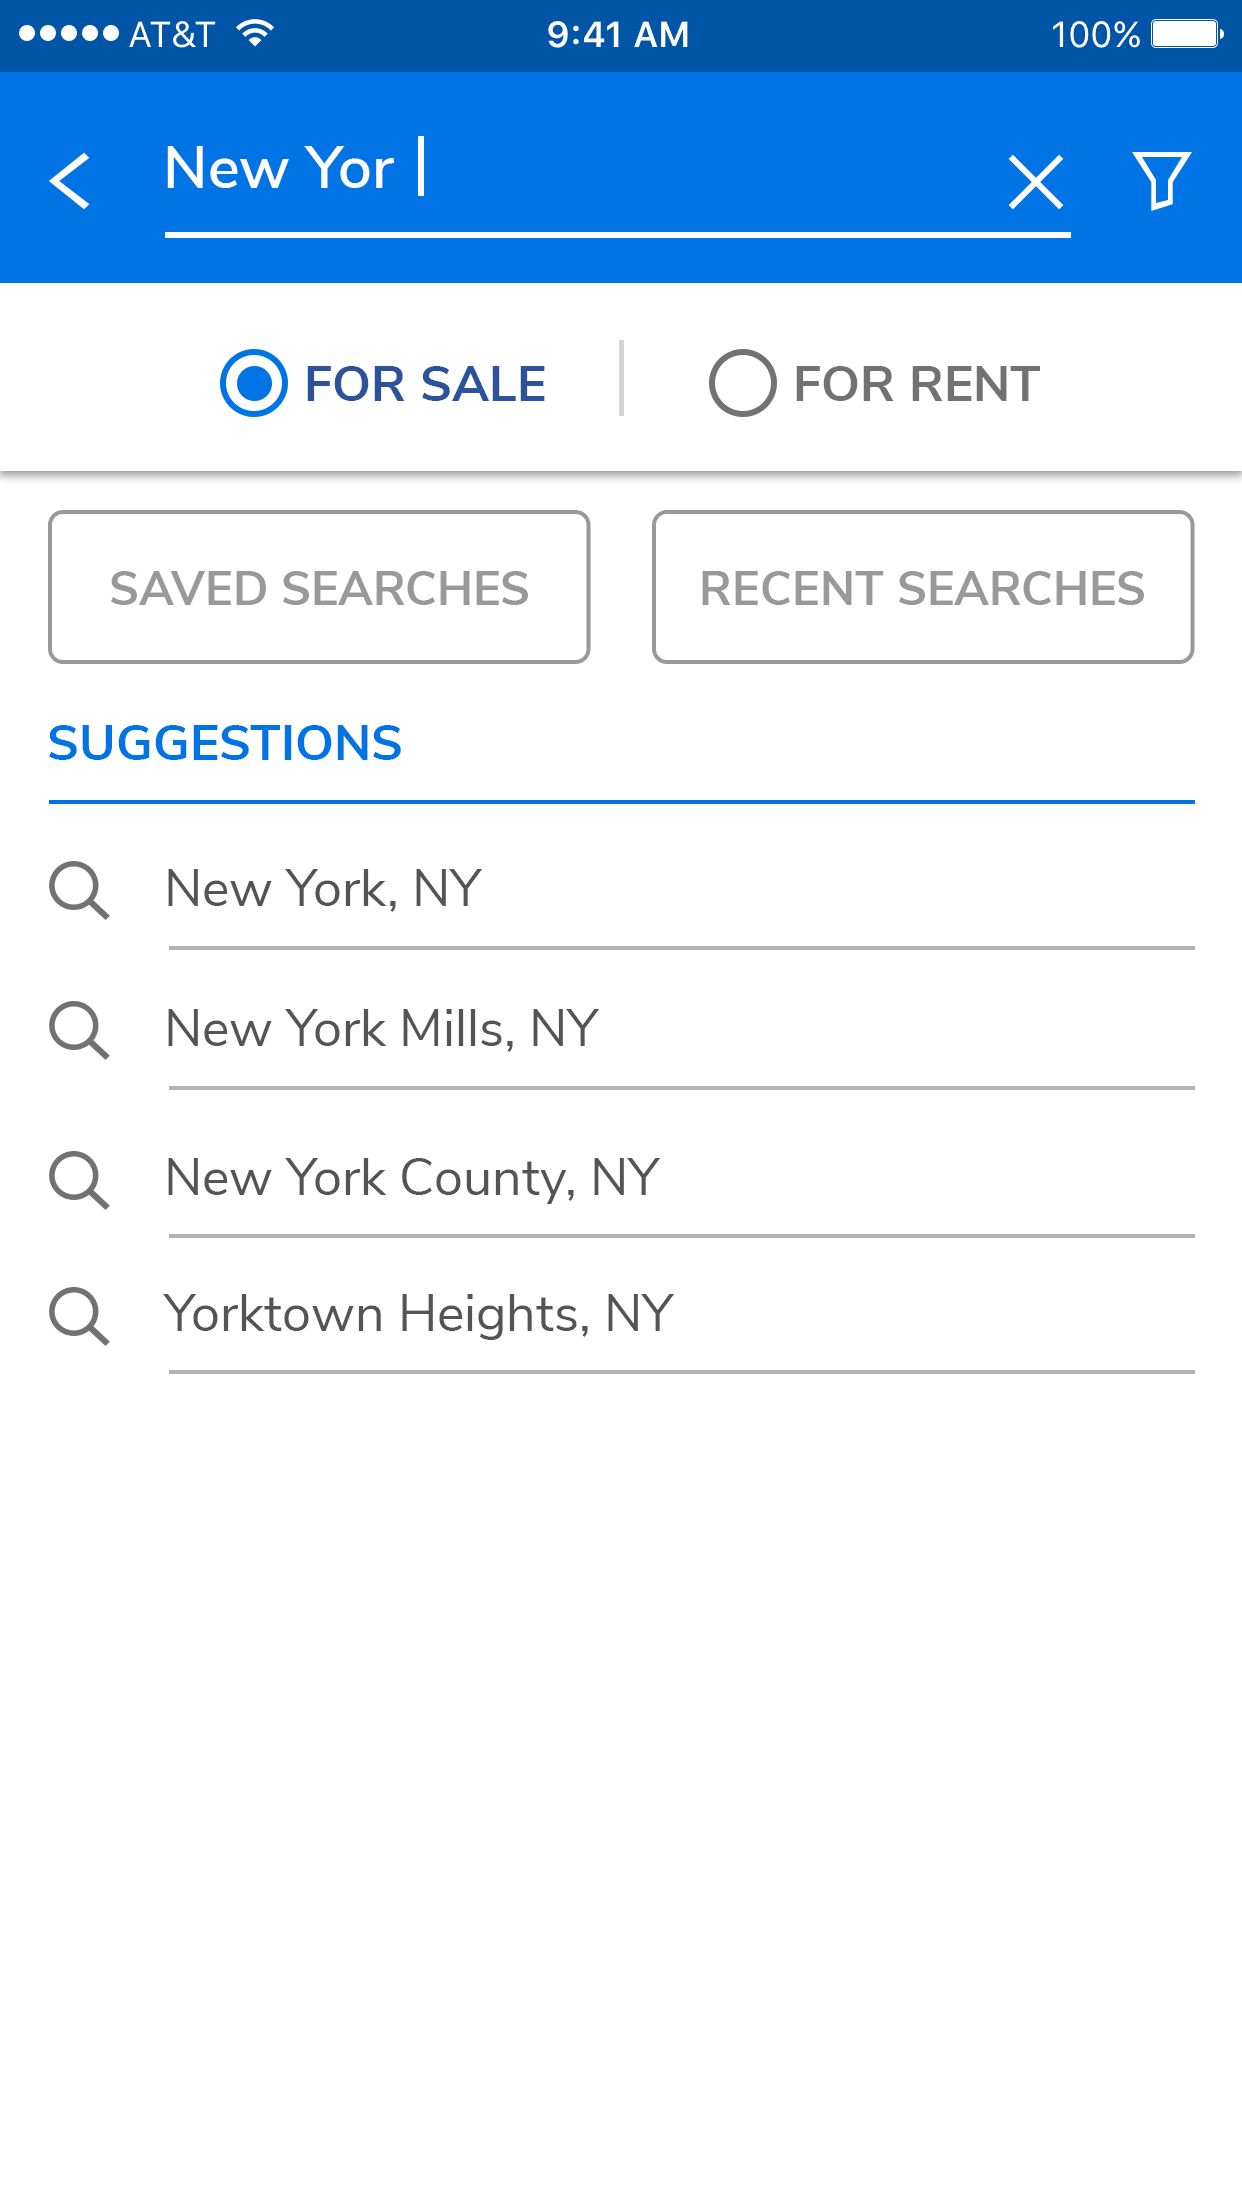 AT&T 9:41 AM 100%
New Yor
FOR SALE FOR RENT
SAVED SEARCHES RECENT SEARCHES
SUGGESTIONS
New York, NY
New York Mills, NY
New York County, NY
Yorktown Heights, NY